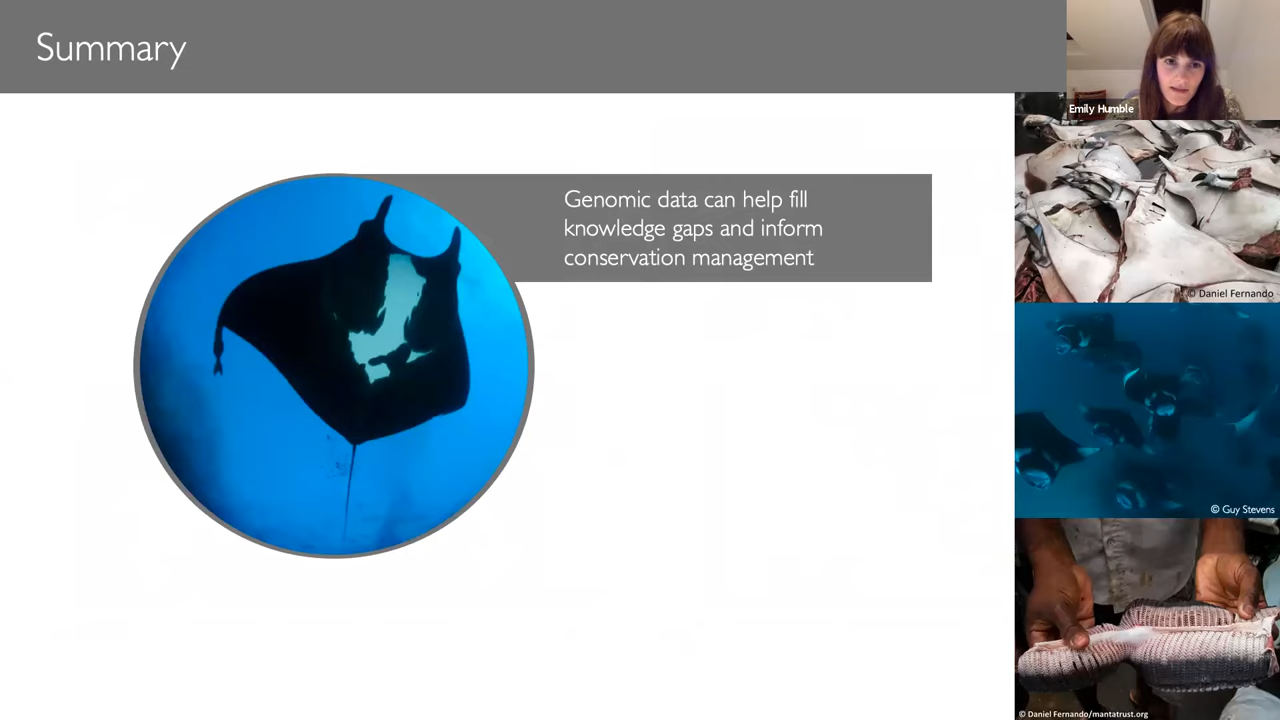 Summary
Emily Humble
Genomic data can help fill
knowledge gaps and inform
conservation management
© Daniel Fernando
© Guy Stevens
© Daniel Fernando/mantatrust.org